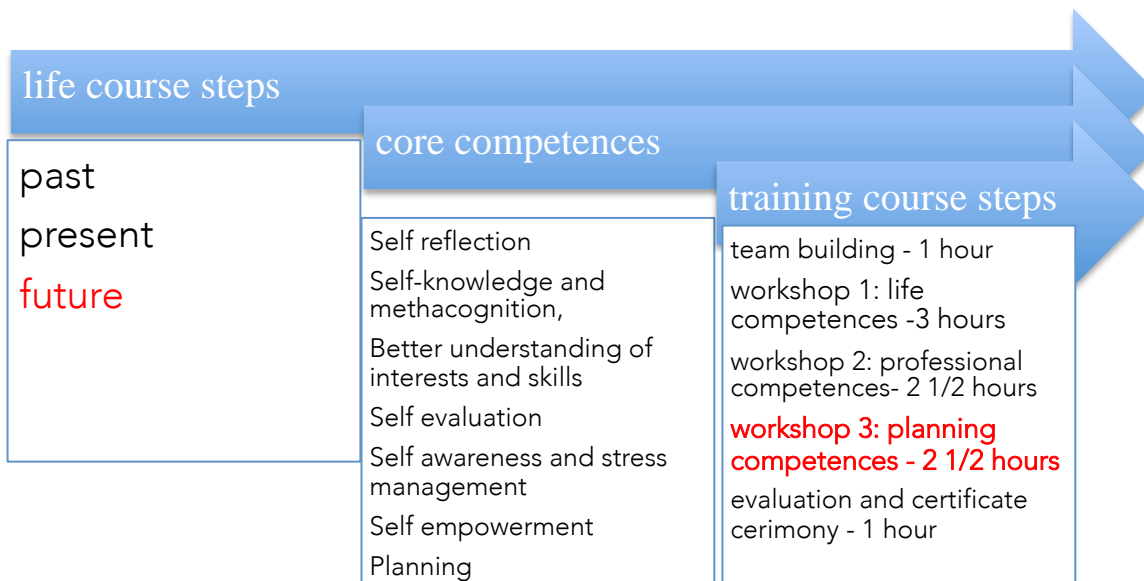 life course steps
past
present
future
core competences
Self reflection
Self-knowledge and
methacognition,
Better understanding of
interests and skills
Self evaluation
Self awareness and stress
management
Self empowerment
Planning
training course steps
team building - 1 hour
workshop 1: life
competences -3 hours
workshop 2: professional
competences- 2 1/2 hours
workshop 3: planning
competences - 2 1/2 hours
evaluation and certificate
cerimony - 1 hour